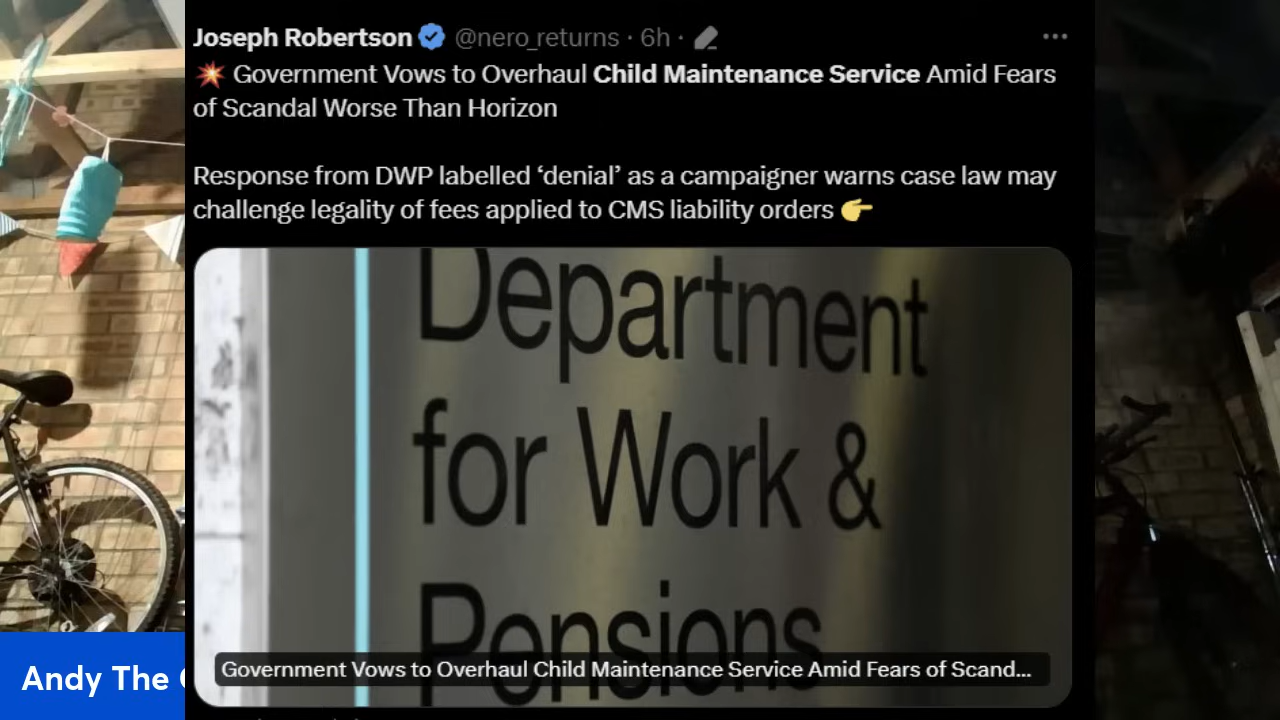 Joseph Robertson @nero_returns · 6h ·
💥 Government Vows to Overhaul Child Maintenance Service Amid Fears
of Scandal Worse Than Horizon
Response from DWP labelled ‘denial’ as a campaigner warns case law may
challenge legality of fees applied to CMS liability orders 👉
Department
for Work &
Pensions
Government Vows to Overhaul Child Maintenance Service Amid Fears of Scand...
Andy The